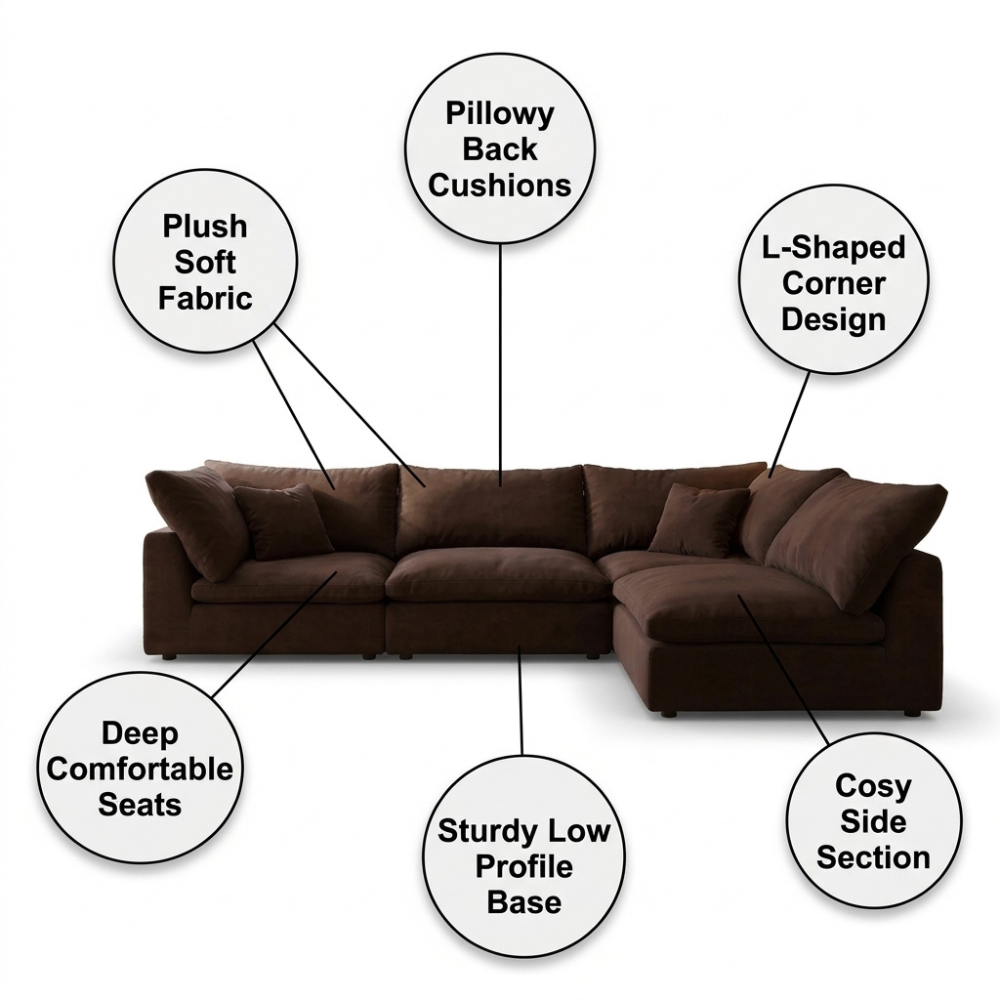 Pillowy
Back
Cushions
Plush
Soft
Fabric
L-Shaped
Corner
Design
Deep
Comfortable
Seats
Sturdy Low
Profile
Base
Cosy
Side
Section